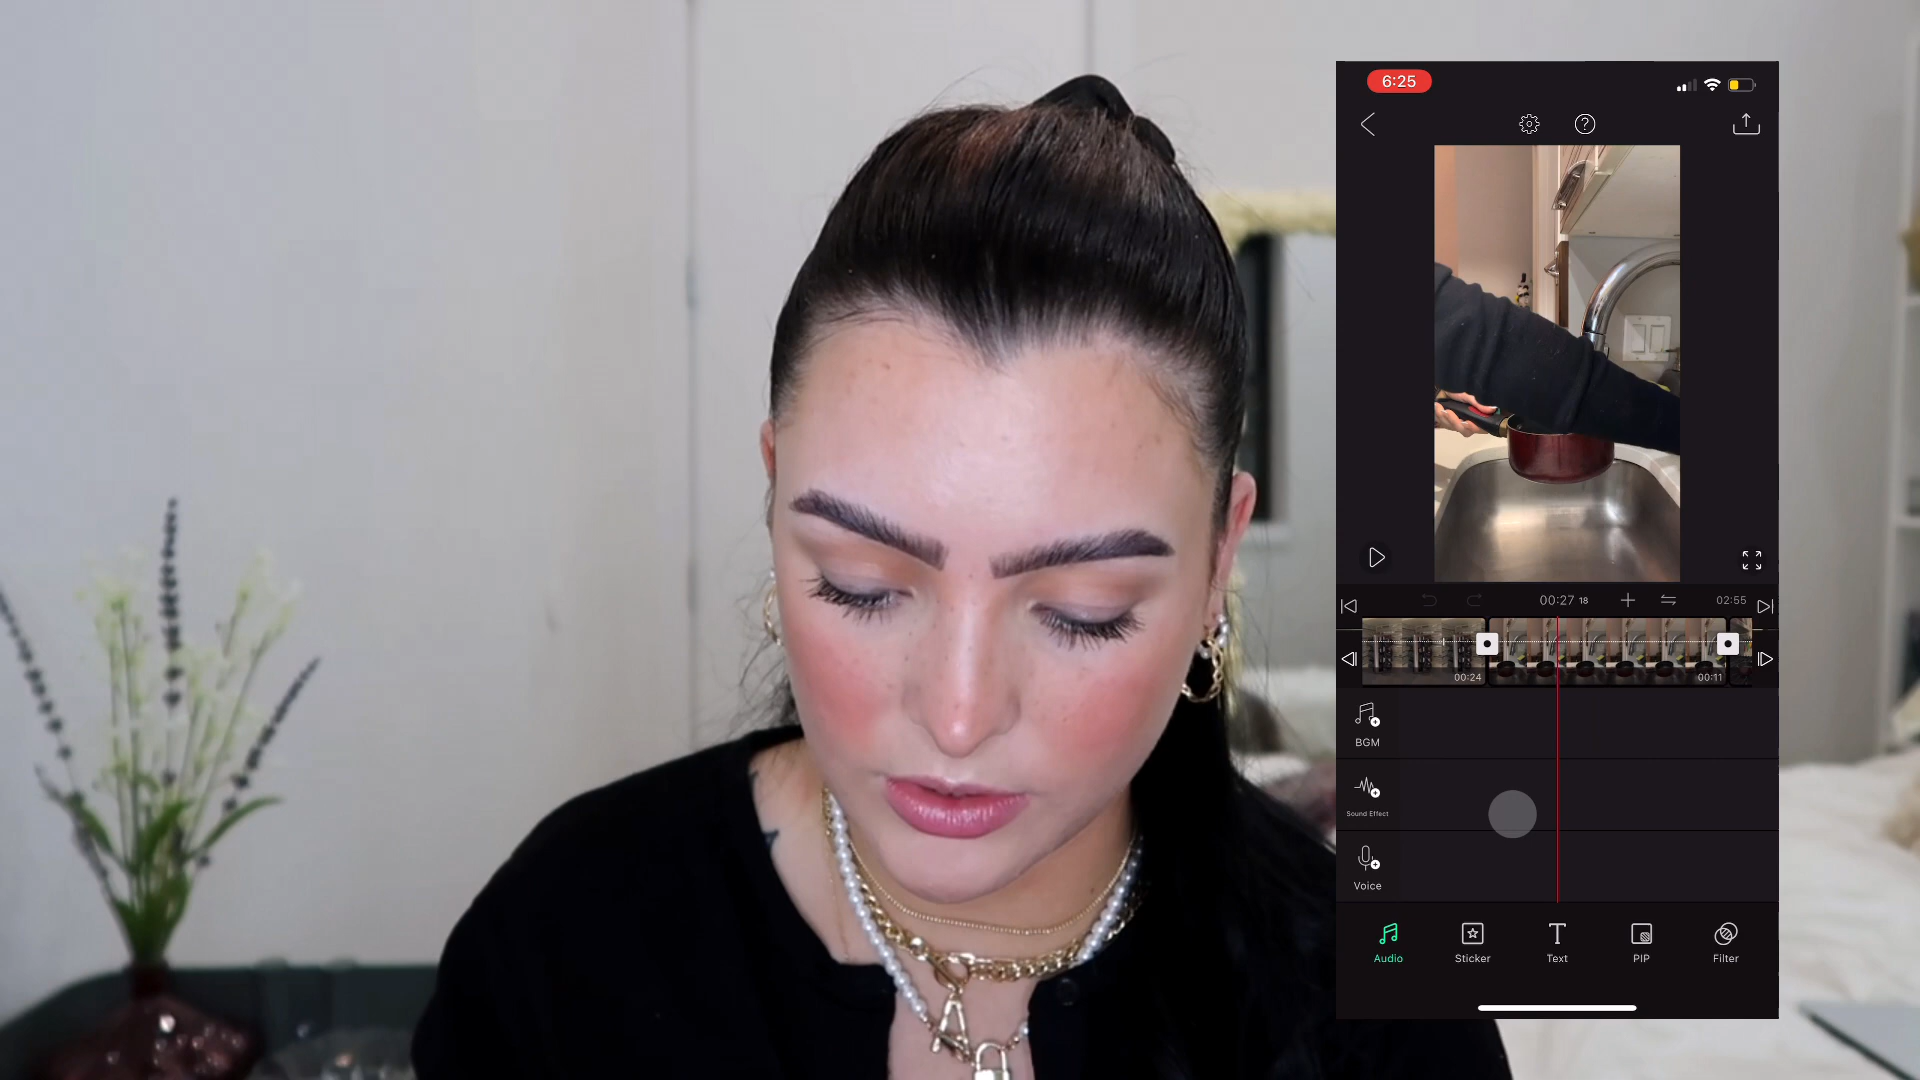 6:25
?
00:27 18
02:55
00:24
00:11
BGM
Sound Effect
Voice
Audio
Sticker
Text
PIP
Filter